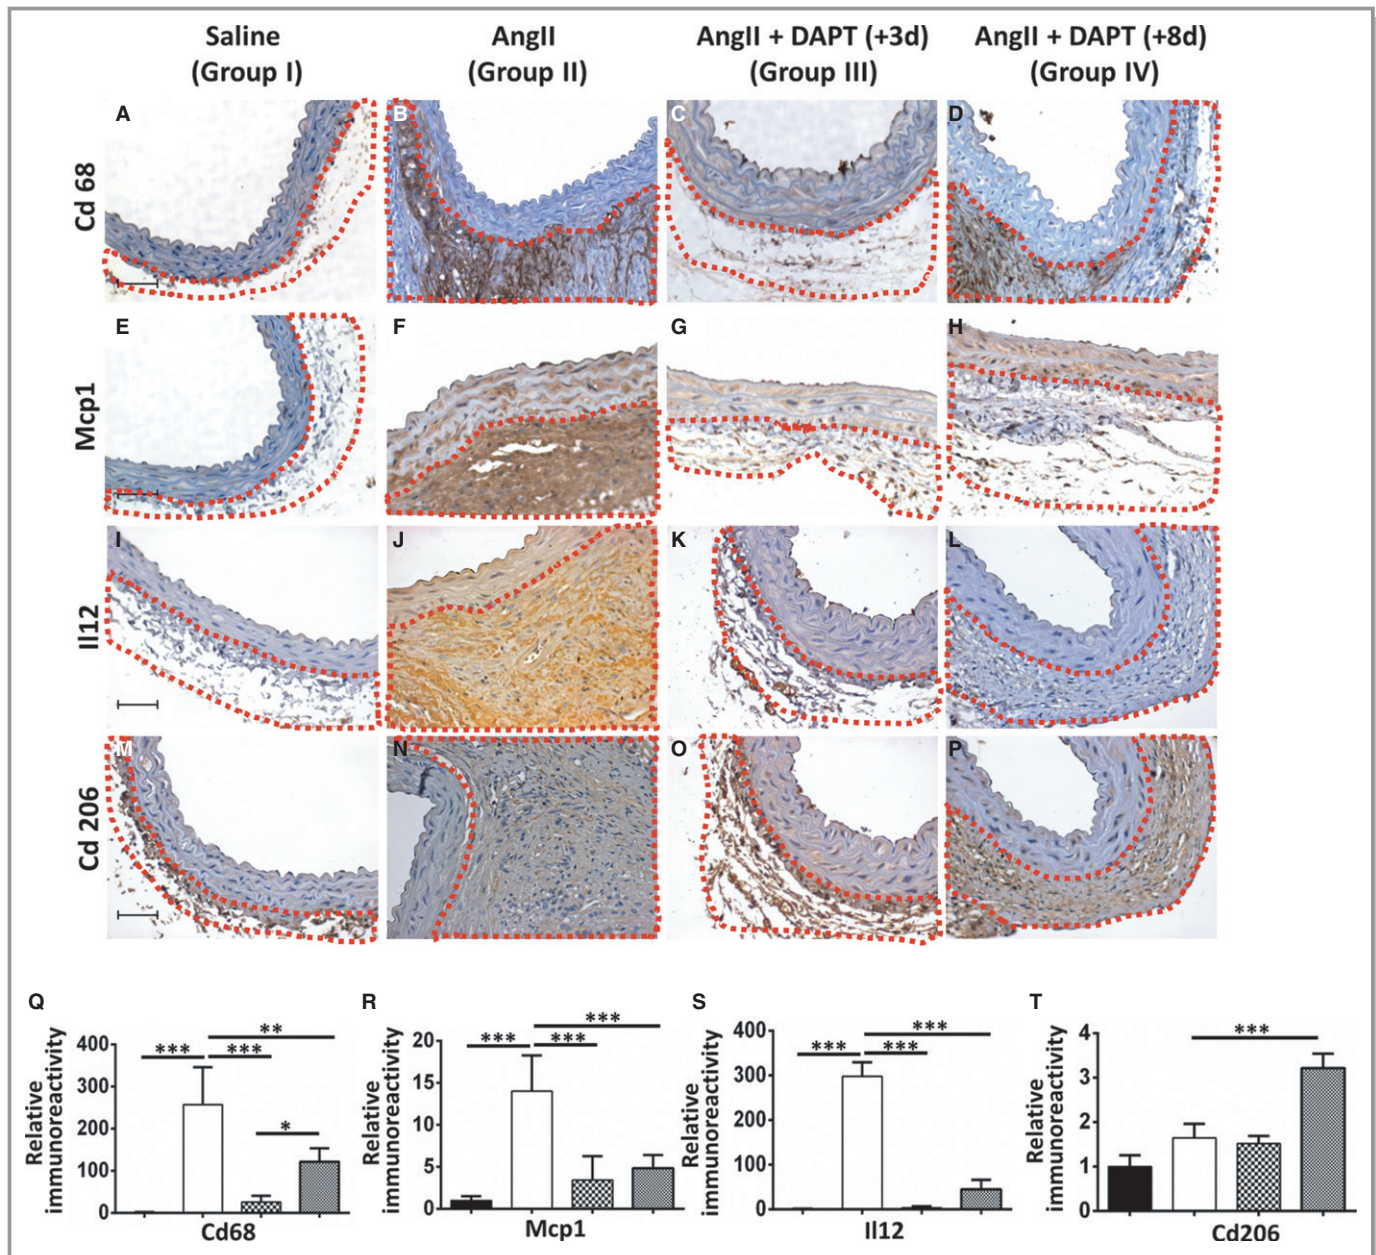 Saline
(Group I)
AngII
(Group II)
AngII + DAPT (+3d)
(Group III)
AngII + DAPT (+8d)
(Group IV)
Cd 68
A
B
C
D
Mcp1
E
F
G
H
Il12
I
J
K
L
Cd 206
M
N
O
P
Q
Relative
immunoreactivity
400
300
200
100
0
***
***
**
*
Cd68
R
Relative
immunoreactivity
20
15
10
5
0
***
***
***
Mcp1
S
Relative
immunoreactivity
400
300
200
100
0
***
***
***
Il12
T
Relative
immunoreactivity
4
3
2
1
0
***
Cd206